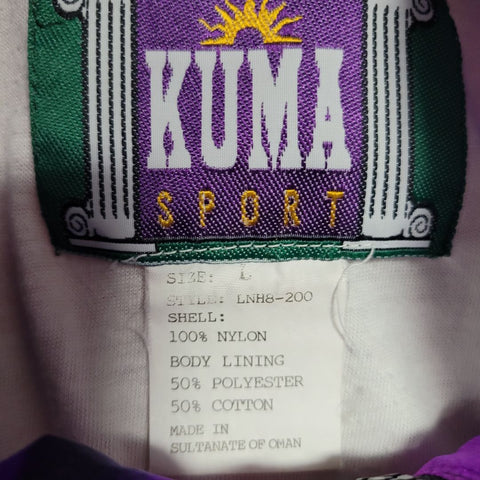 KUMA
SPORT
SIZE: L
STYLE: LNH8-200
SHELL:
100% NYLON
BODY LINING
50% POLYESTER
50% COTTON
MADE IN
SULTANATE OF OMAN